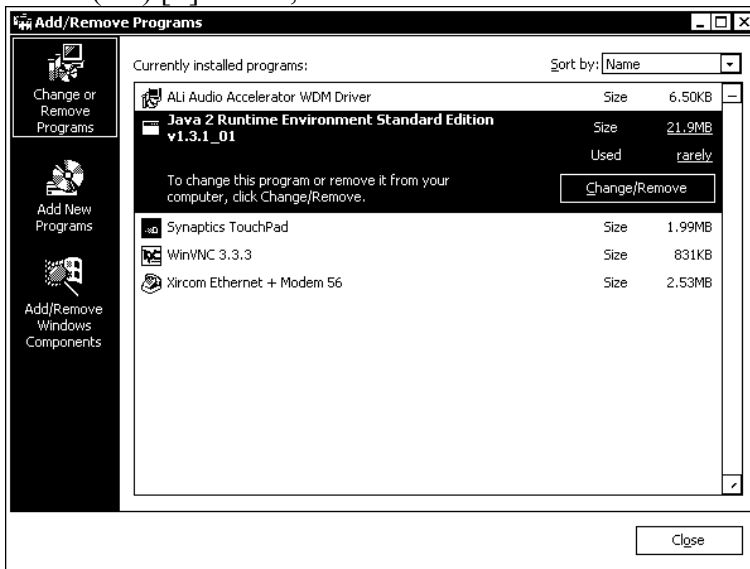 Add/Remove Programs
Change or
Remove
Programs
Add New
Programs
Add/Remove
Windows
Components
Currently installed programs:
Sort by: Name
ALi Audio Accelerator WDM Driver Size 6.50KB
Java 2 Runtime Environment Standard Edition
v1.3.1_01
Size 21.9MB
Used rarely
To change this program or remove it from your
computer, click Change/Remove.
Change/Remove
Synaptics TouchPad Size 1.99MB
WinVNC 3.3.3 Size 831KB
Xircom Ethernet + Modem 56 Size 2.53MB
Close